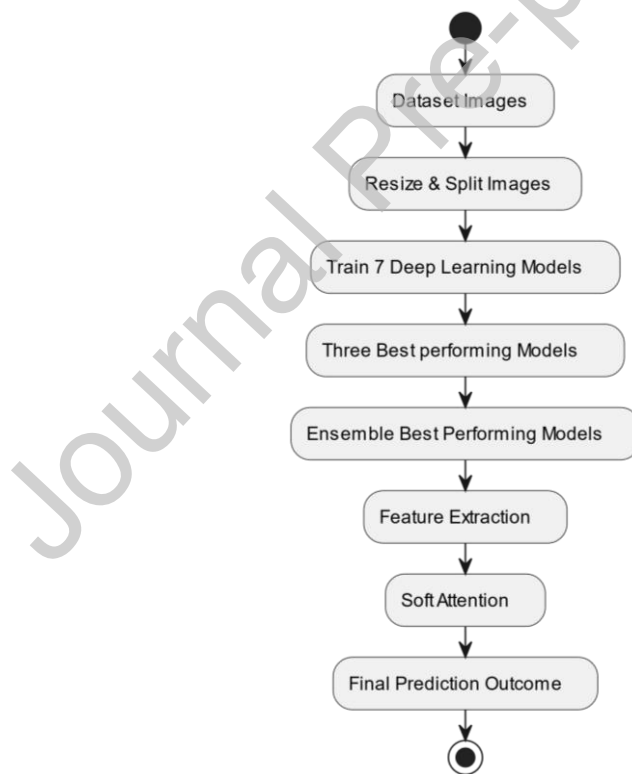 Journal Pre-p
Dataset Images
Resize & Split Images
Train 7 Deep Learning Models
Three Best performing Models
Ensemble Best Performing Models
Feature Extraction
Soft Attention
Final Prediction Outcome